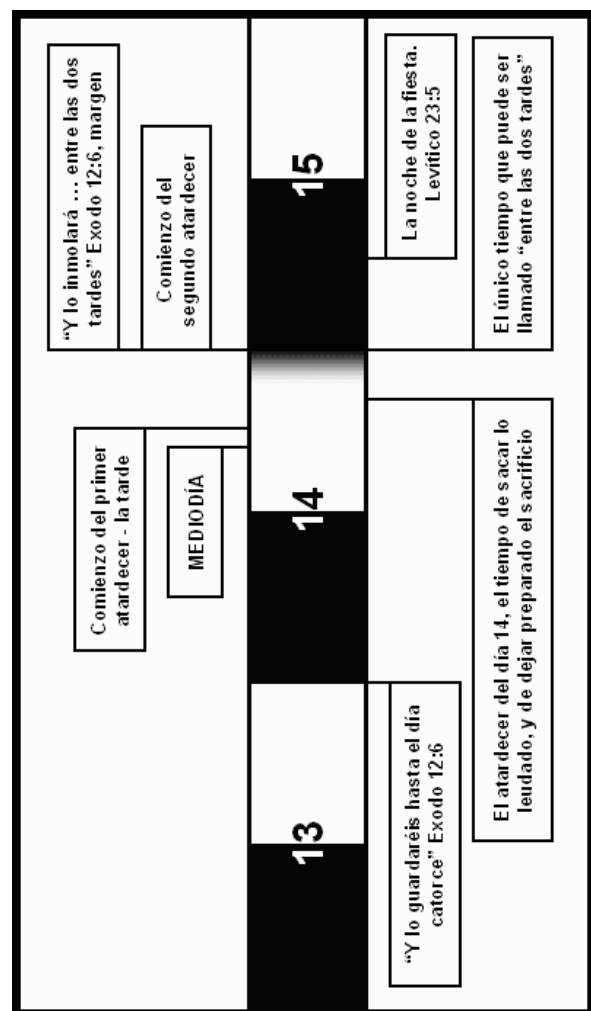 Comienzo del primer
atardecer - la tarde
MEDIODÍA
“Y lo inmolará ... entre las dos
tardes” Exodo 12:6, margen
Comienzo del
segundo atardecer
13
14
15
“Y lo guardaréis hasta el día
catorce” Exodo 12:6
El atardecer del día 14, el tiempo de sacar lo
leudado, y de dejar preparado el sacrificio
La noche de la fiesta.
Levítico 23:5
El único tiempo que puede ser
llamado “entre las dos tardes”